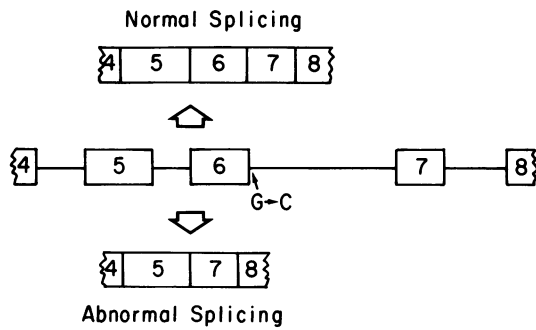 Normal Splicing
4 5 6 7 8
4 5 6 7 8
G→C
4 5 7 8
Abnormal Splicing